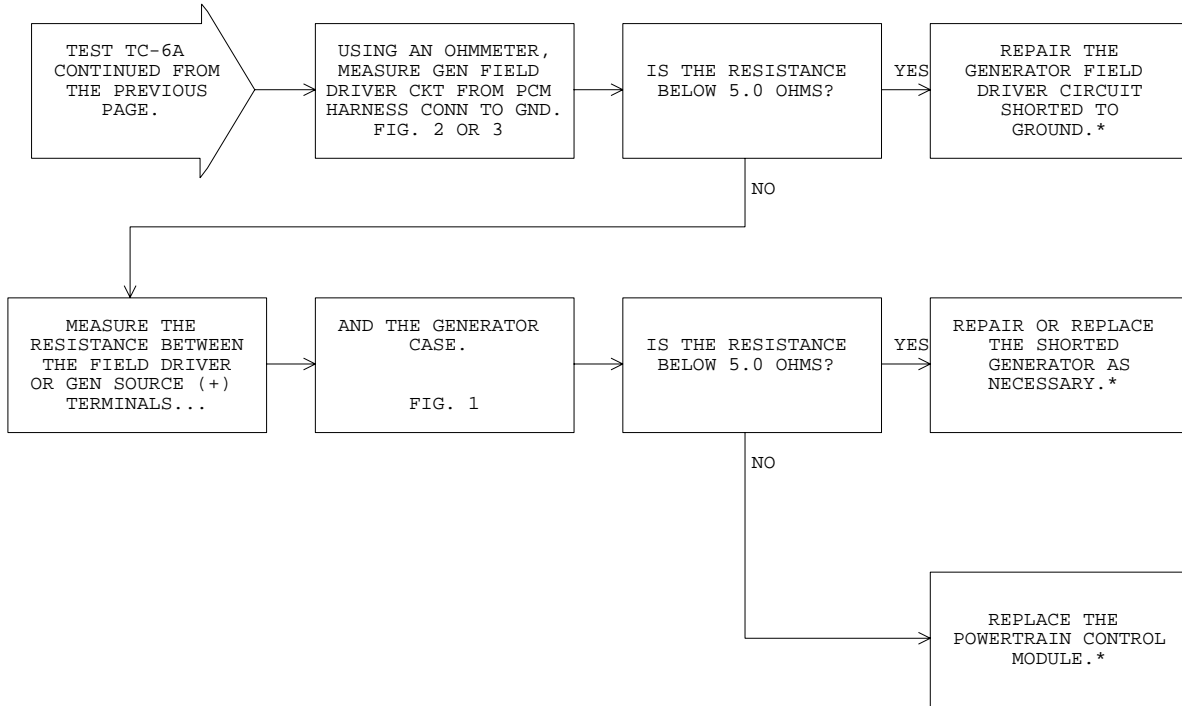 TEST TC-6A
CONTINUED FROM
THE PREVIOUS
PAGE.
USING AN OHMMETER,
MEASURE GEN FIELD
DRIVER CKT FROM PCM
HARNESS CONN TO GND.
FIG. 2 OR 3
IS THE RESISTANCE
BELOW 5.0 OHMS?
YES
REPAIR THE
GENERATOR FIELD
DRIVER CIRCUIT
SHORTED TO
GROUND.*
NO
MEASURE THE
RESISTANCE BETWEEN
THE FIELD DRIVER
OR GEN SOURCE (+)
TERMINALS...
AND THE GENERATOR
CASE.
FIG. 1
IS THE RESISTANCE
BELOW 5.0 OHMS?
YES
REPAIR OR REPLACE
THE SHORTED
GENERATOR AS
NECESSARY.*
NO
REPLACE THE
POWERTRAIN CONTROL
MODULE.*